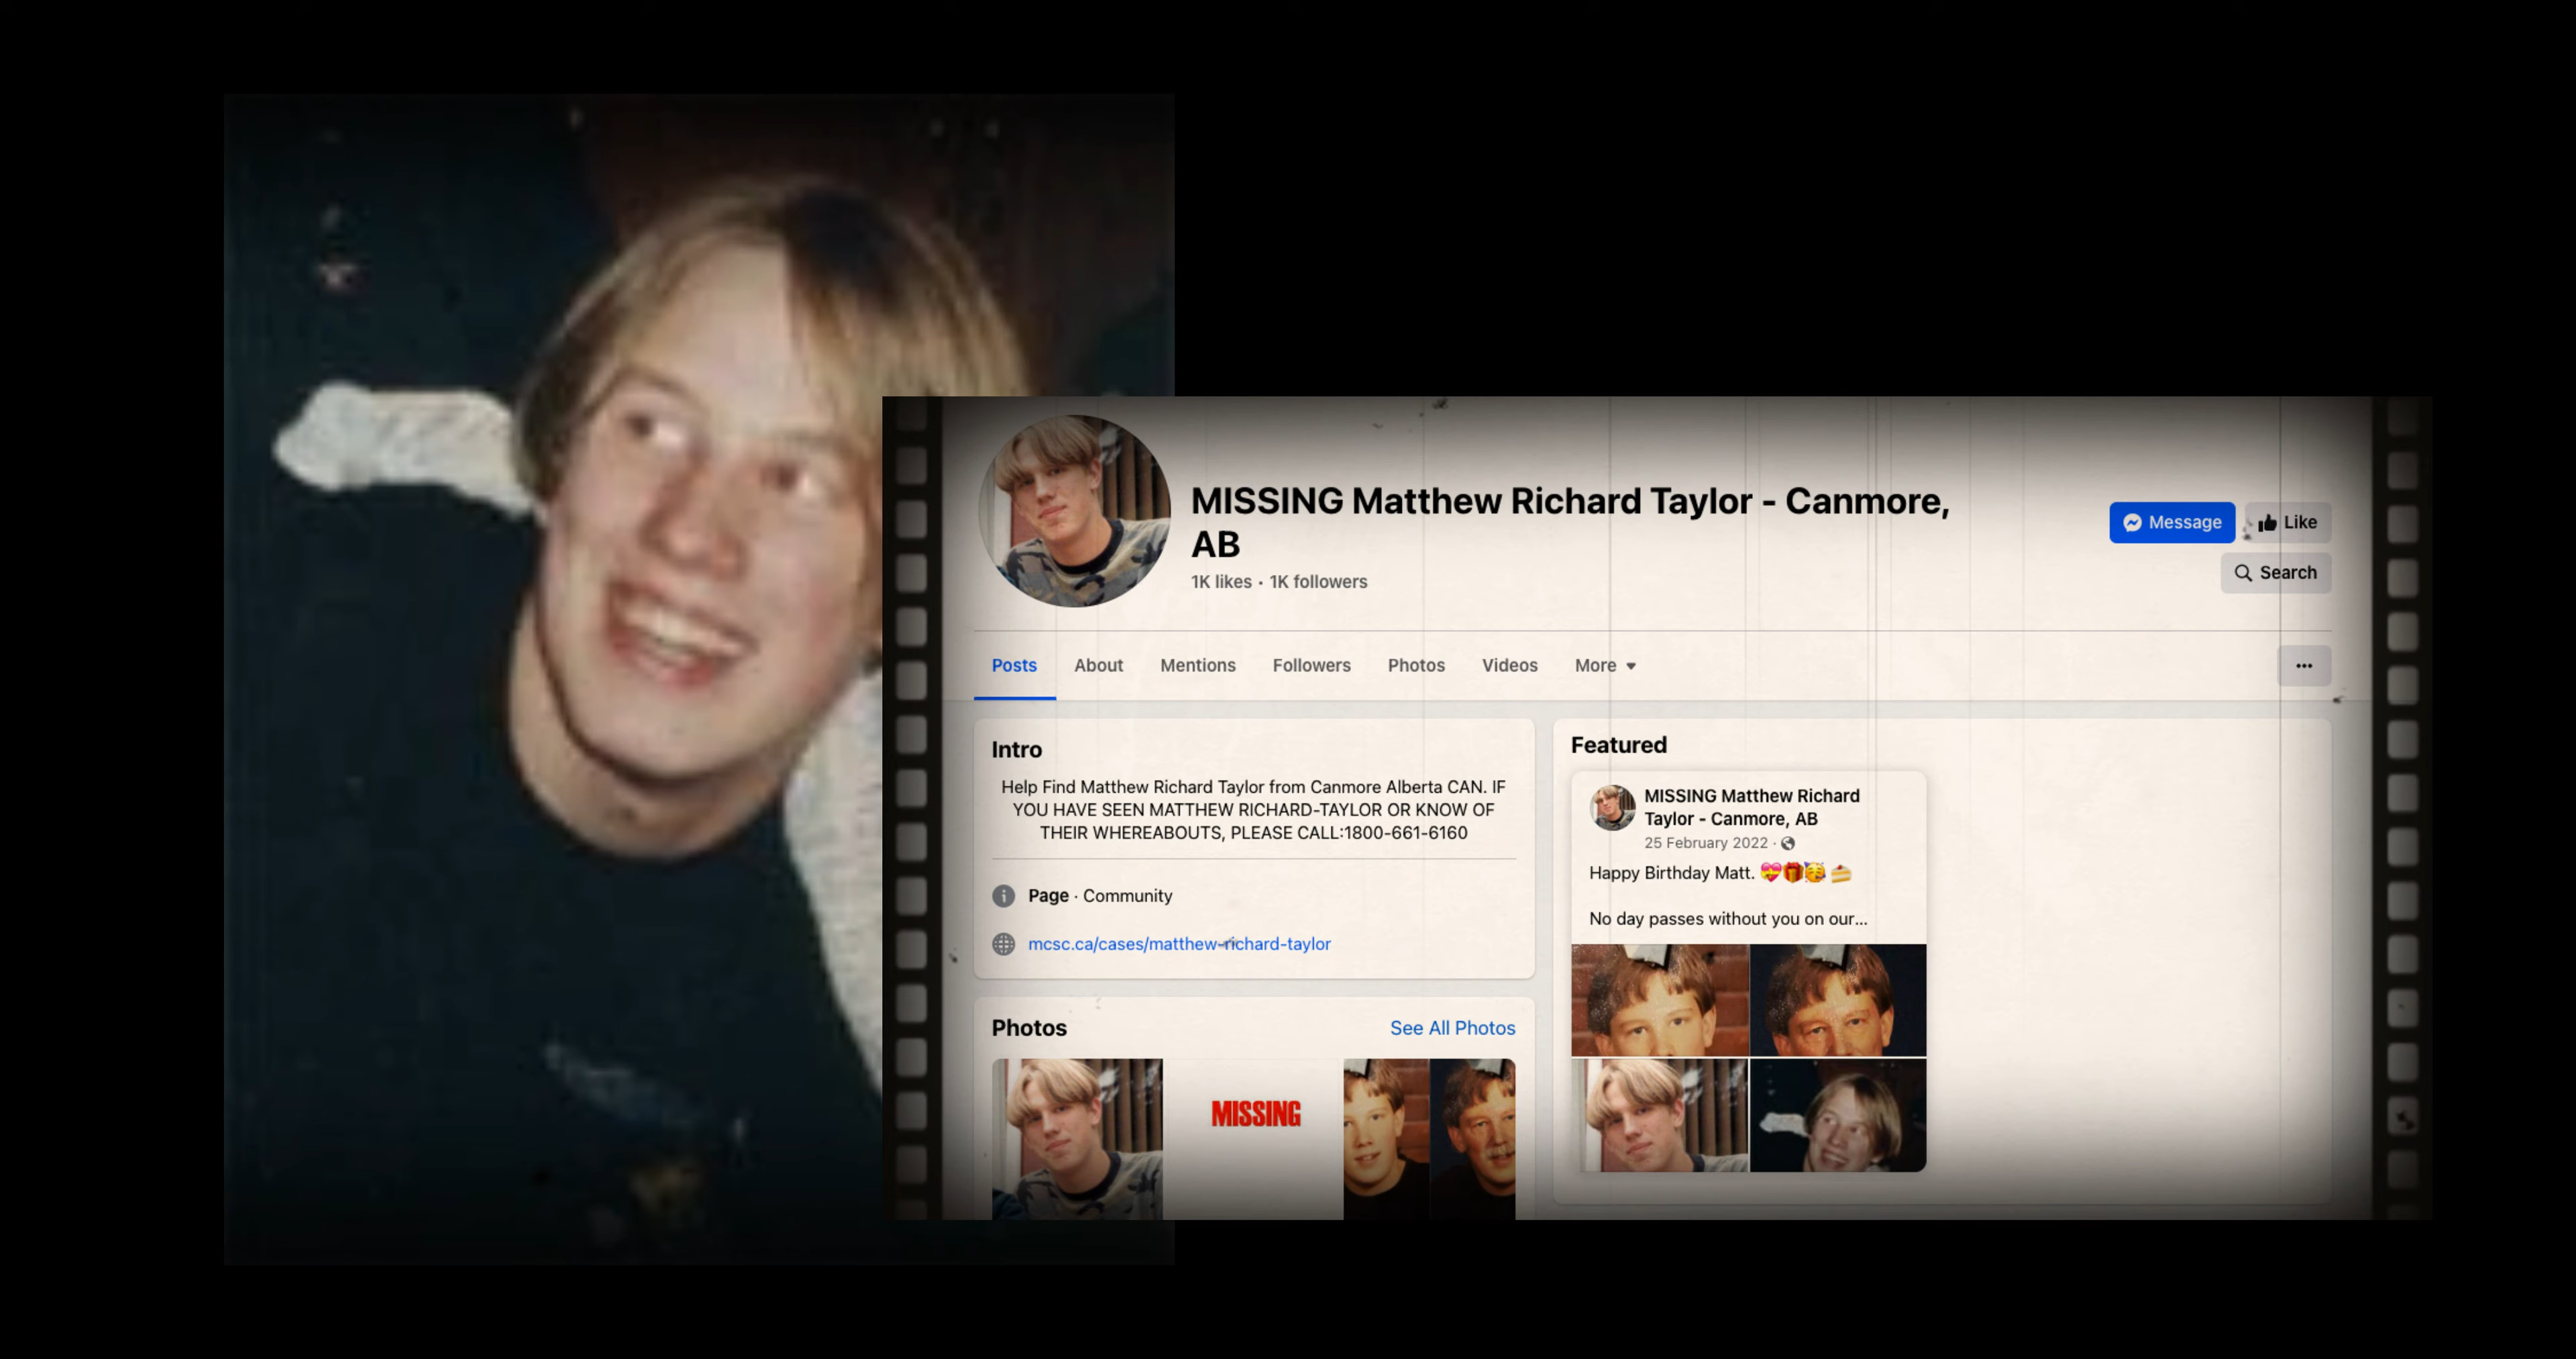 MISSING Matthew Richard Taylor - Canmore,
AB
1K likes · 1K followers
Message
Like
Search
Posts
About
Mentions
Followers
Photos
Videos
More
Intro
Help Find Matthew Richard Taylor from Canmore Alberta CAN. IF
YOU HAVE SEEN MATTHEW RICHARD-TAYLOR OR KNOW OF
THEIR WHEREABOUTS, PLEASE CALL:1800-661-6160
Page · Community
mcsc.ca/cases/matthew-richard-taylor
Photos
See All Photos
MISSING
Featured
MISSING Matthew Richard
Taylor - Canmore, AB
25 February 2022 ·
Happy Birthday Matt. 💝🎁🥳🍰
No day passes without you on our...